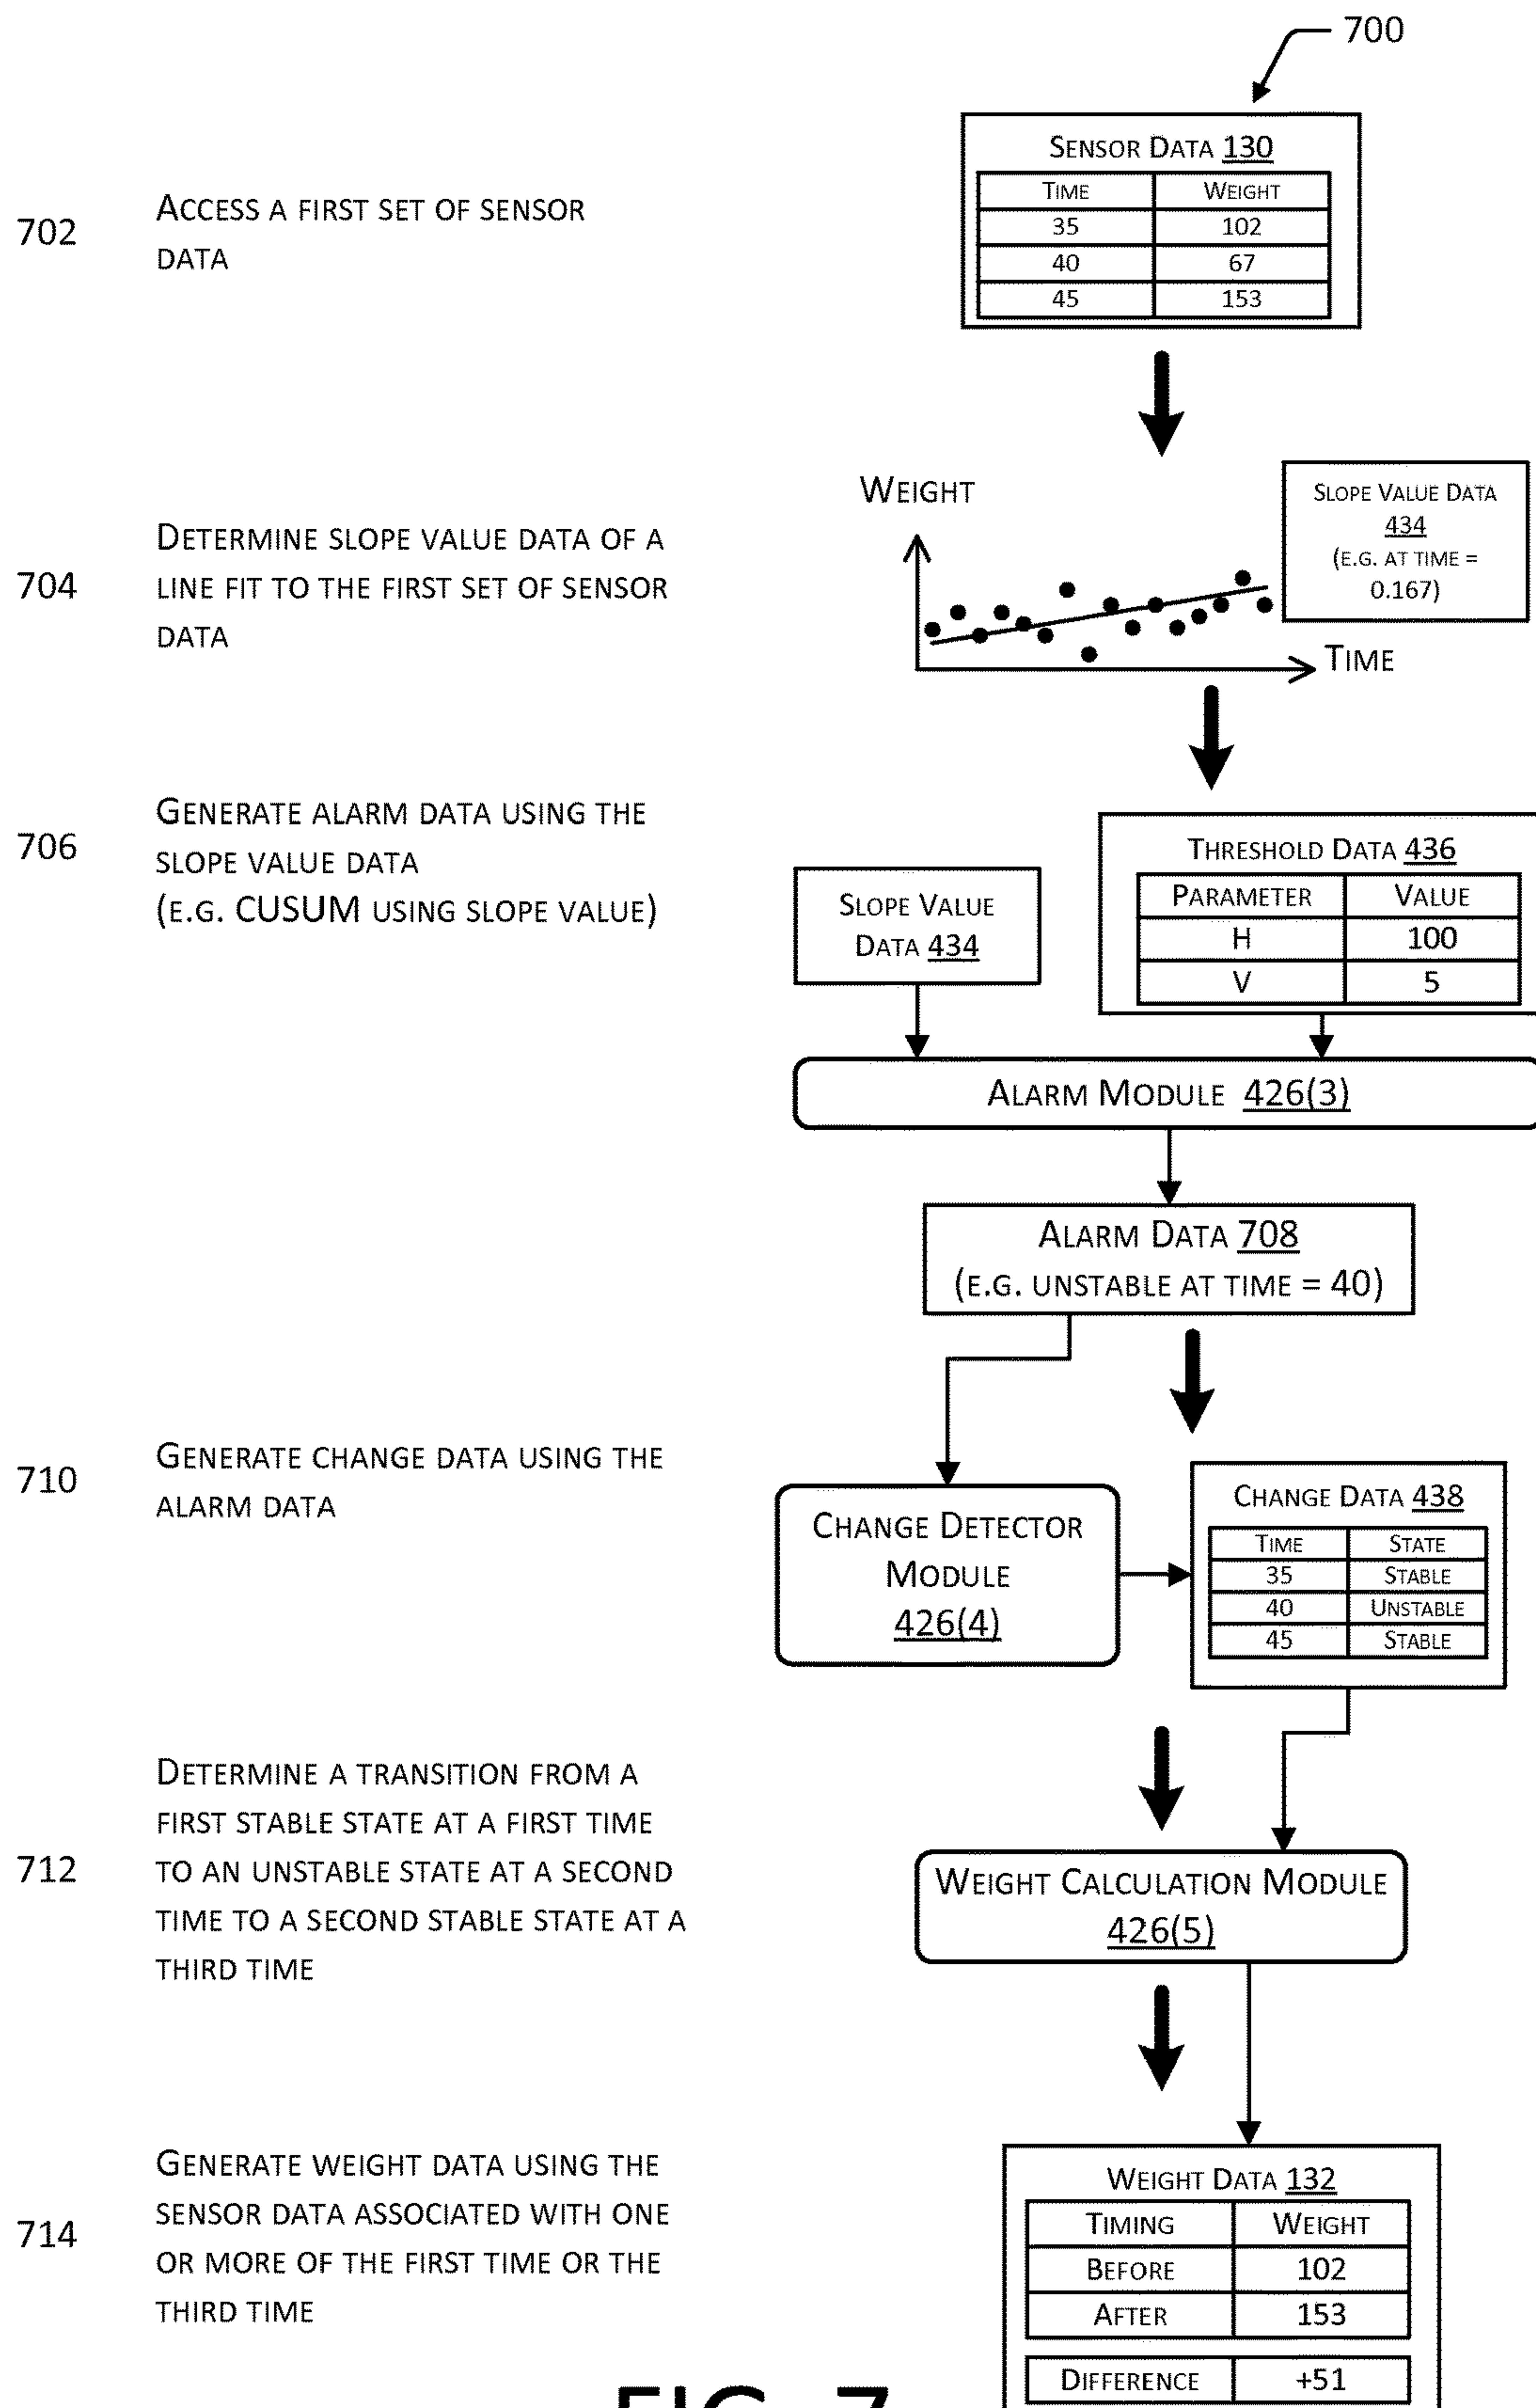 700
SENSOR DATA 130
TIME WEIGHT
35 102
40 67
45 153
702
ACCESS A FIRST SET OF SENSOR
DATA
WEIGHT
TIME
SLOPE VALUE DATA
434
(E.G. AT TIME =
0.167)
704
DETERMINE SLOPE VALUE DATA OF A
LINE FIT TO THE FIRST SET OF SENSOR
DATA
706
GENERATE ALARM DATA USING THE
SLOPE VALUE DATA
(E.G. CUSUM USING SLOPE VALUE)
SLOPE VALUE
DATA 434
THRESHOLD DATA 436
PARAMETER VALUE
H 100
V 5
ALARM MODULE 426(3)
ALARM DATA 708
(E.G. UNSTABLE AT TIME = 40)
710
GENERATE CHANGE DATA USING THE
ALARM DATA
CHANGE DETECTOR
MODULE
426(4)
CHANGE DATA 438
TIME STATE
35 STABLE
40 UNSTABLE
45 STABLE
712
DETERMINE A TRANSITION FROM A
FIRST STABLE STATE AT A FIRST TIME
TO AN UNSTABLE STATE AT A SECOND
TIME TO A SECOND STABLE STATE AT A
THIRD TIME
WEIGHT CALCULATION MODULE
426(5)
714
GENERATE WEIGHT DATA USING THE
SENSOR DATA ASSOCIATED WITH ONE
OR MORE OF THE FIRST TIME OR THE
THIRD TIME
WEIGHT DATA 132
TIMING WEIGHT
BEFORE 102
AFTER 153
DIFFERENCE +51
FIG. 7